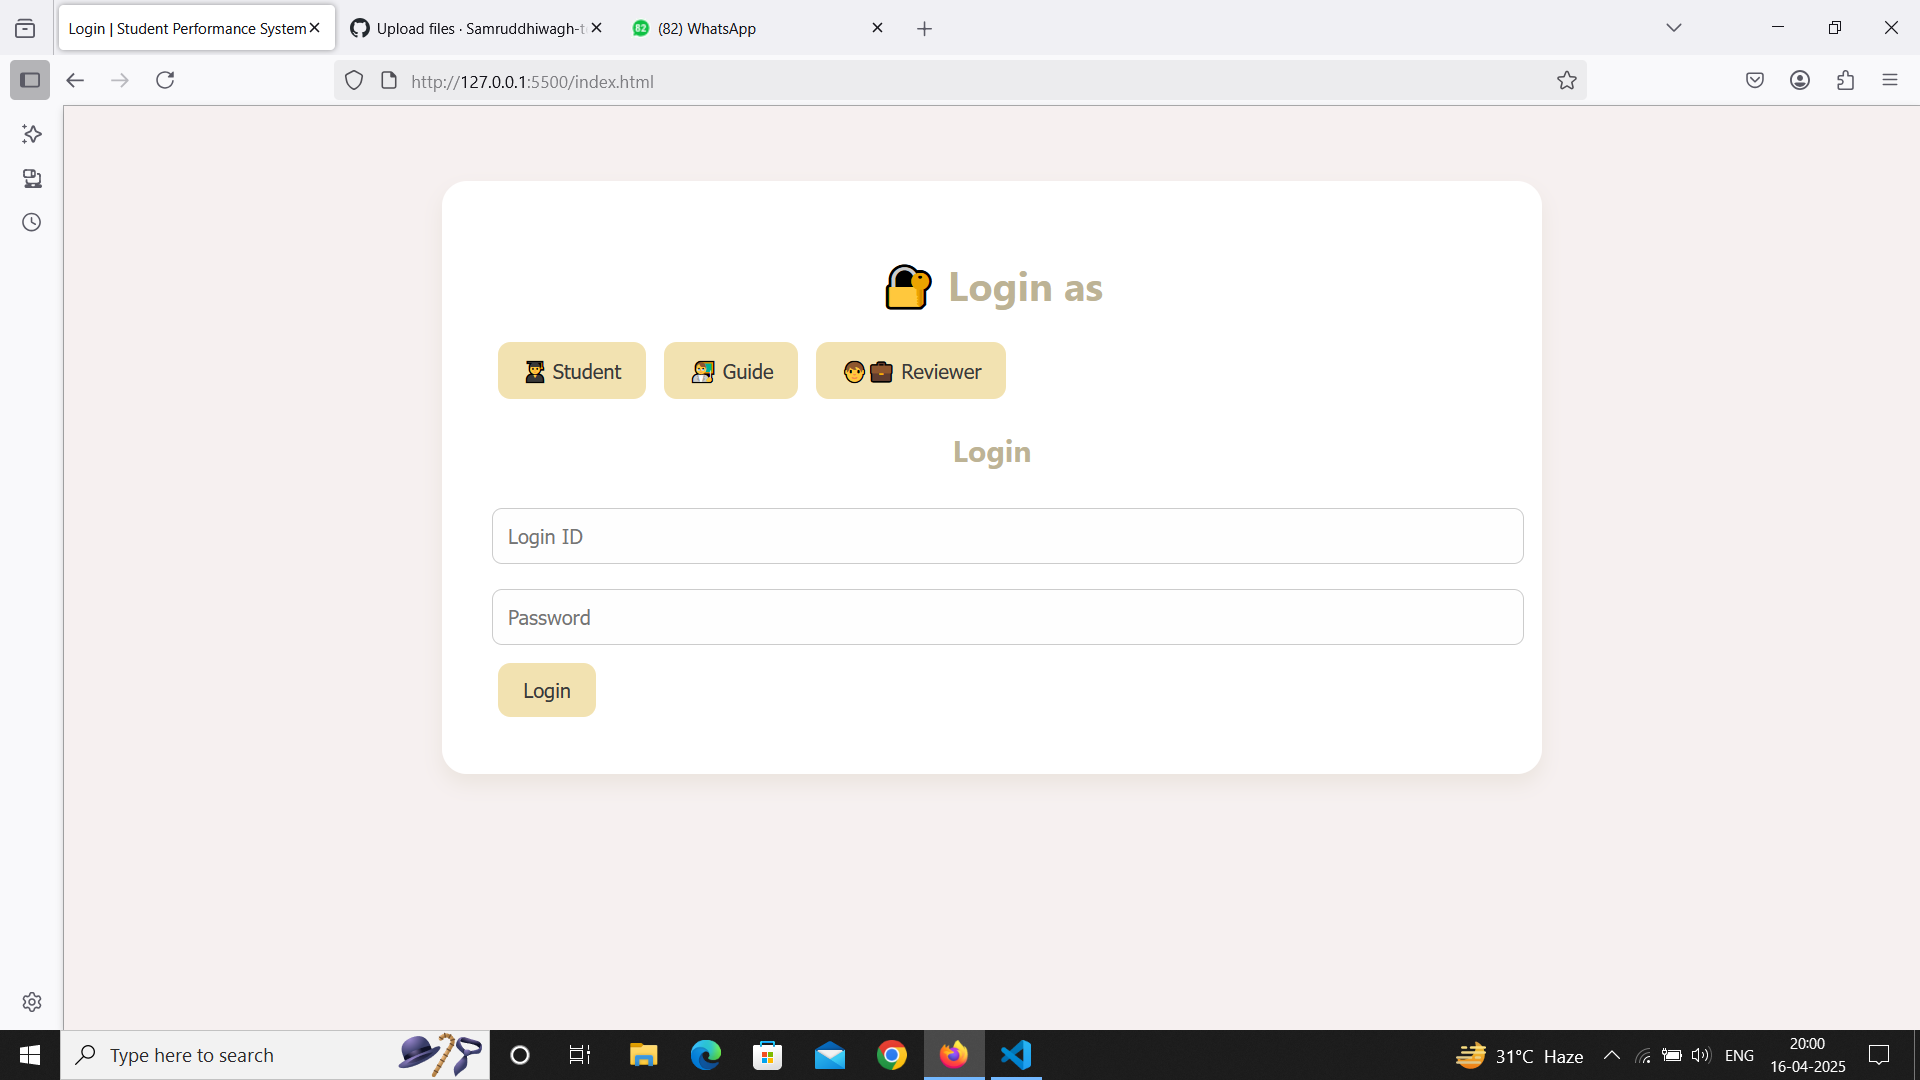 Login | Student Performance System
Upload files · Samruddhiwagh-t
82
(82) WhatsApp
http://127.0.0.1:5500/index.html
Login as
Student
Guide
Reviewer
Login
Login ID
Password
Login
Type here to search
31°C Haze
ENG
20:00
16-04-2025